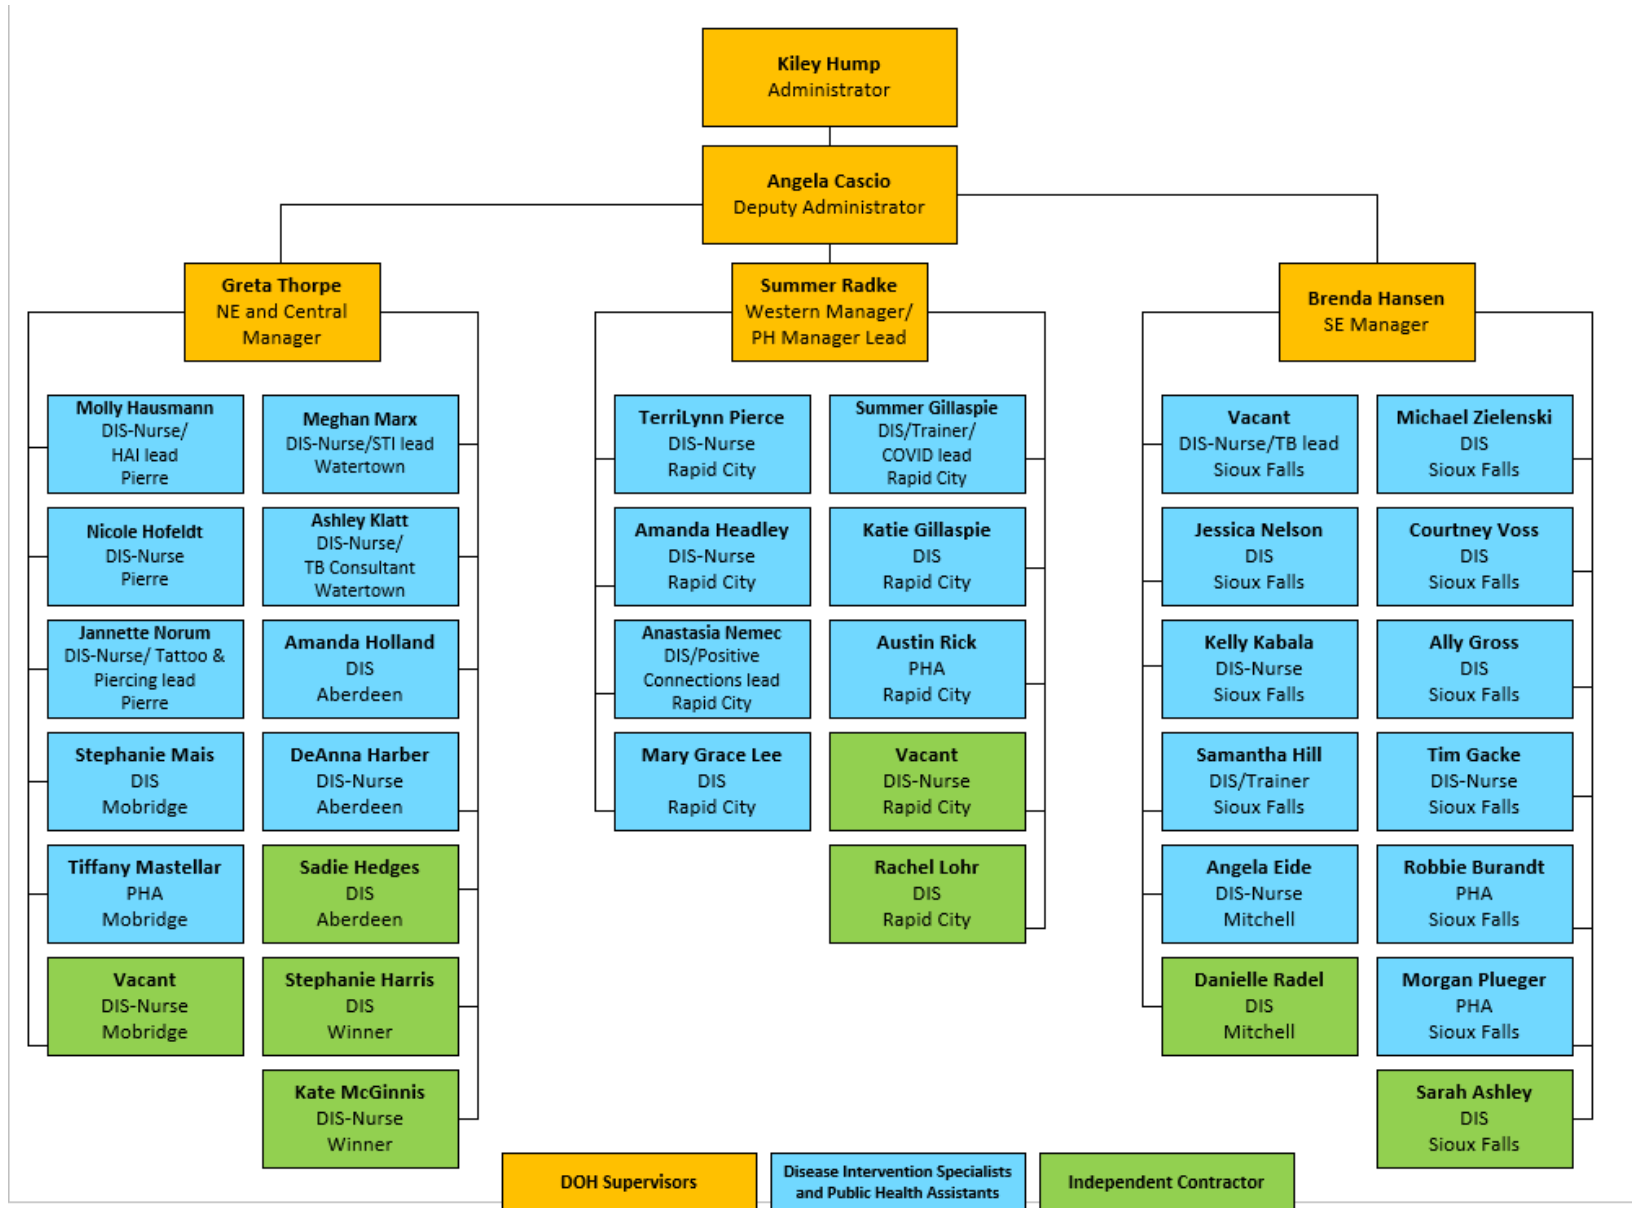 Kiley Hump
Administrator
Angela Cascio
Deputy Administrator
Greta Thorpe
NE and Central
Manager
Summer Radke
Western Manager/
PH Manager Lead
Brenda Hansen
SE Manager
Molly Hausmann
DIS-Nurse/
HAI lead
Pierre
Meghan Marx
DIS-Nurse/STI lead
Watertown
Nicole Hofeldt
DIS-Nurse
Pierre
Ashley Klatt
DIS-Nurse/
TB Consultant
Watertown
Jannette Norum
DIS-Nurse/ Tattoo &
Piercing lead
Pierre
Amanda Holland
DIS
Aberdeen
Stephanie Mais
DIS
Mobridge
DeAnna Harber
DIS-Nurse
Aberdeen
Tiffany Mastellar
PHA
Mobridge
Sadie Hedges
DIS
Aberdeen
Vacant
DIS-Nurse
Mobridge
Stephanie Harris
DIS
Winner
Kate McGinnis
DIS-Nurse
Winner
TerriLynn Pierce
DIS-Nurse
Rapid City
Summer Gillaspie
DIS/Trainer/
COVID lead
Rapid City
Amanda Headley
DIS-Nurse
Rapid City
Katie Gillaspie
DIS
Rapid City
Anastasia Nemec
DIS/Positive
Connections lead
Rapid City
Austin Rick
PHA
Rapid City
Mary Grace Lee
DIS
Rapid City
Vacant
DIS-Nurse
Rapid City
Rachel Lohr
DIS
Rapid City
Vacant
DIS-Nurse/TB lead
Sioux Falls
Michael Zielenski
DIS
Sioux Falls
Jessica Nelson
DIS
Sioux Falls
Courtney Voss
DIS
Sioux Falls
Kelly Kabala
DIS-Nurse
Sioux Falls
Ally Gross
DIS
Sioux Falls
Samantha Hill
DIS/Trainer
Sioux Falls
Tim Gacke
DIS-Nurse
Sioux Falls
Angela Eide
DIS-Nurse
Mitchell
Robbie Burandt
PHA
Sioux Falls
Danielle Radel
DIS
Mitchell
Morgan Plueger
PHA
Sioux Falls
Sarah Ashley
DIS
Sioux Falls
DOH Supervisors
Disease Intervention Specialists
and Public Health Assistants
Independent Contractor